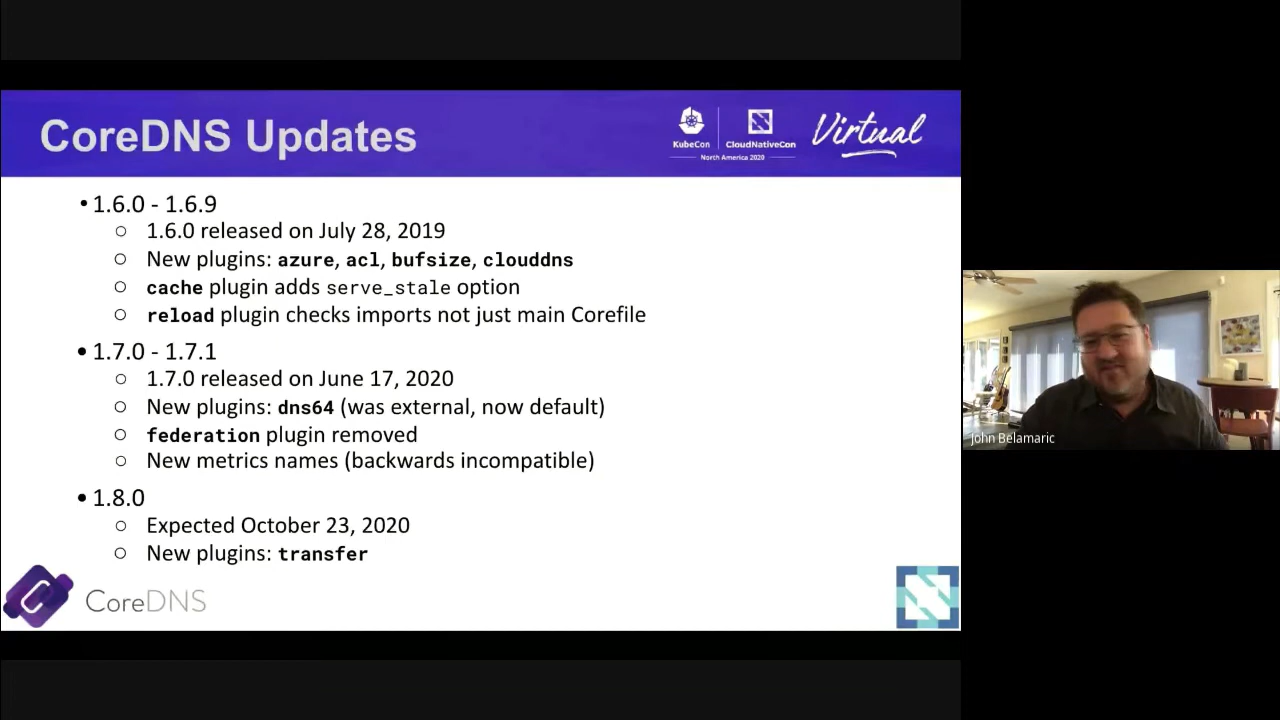 CoreDNS Updates
KubeCon
CloudNativeCon
North America 2020
Virtual
• 1.6.0 - 1.6.9
○ 1.6.0 released on July 28, 2019
○ New plugins: azure, acl, bufsize, clouddns
○ cache plugin adds serve_stale option
○ reload plugin checks imports not just main Corefile
• 1.7.0 - 1.7.1
○ 1.7.0 released on June 17, 2020
○ New plugins: dns64 (was external, now default)
○ federation plugin removed
○ New metrics names (backwards incompatible)
• 1.8.0
○ Expected October 23, 2020
○ New plugins: transfer
CoreDNS
John Belamaric